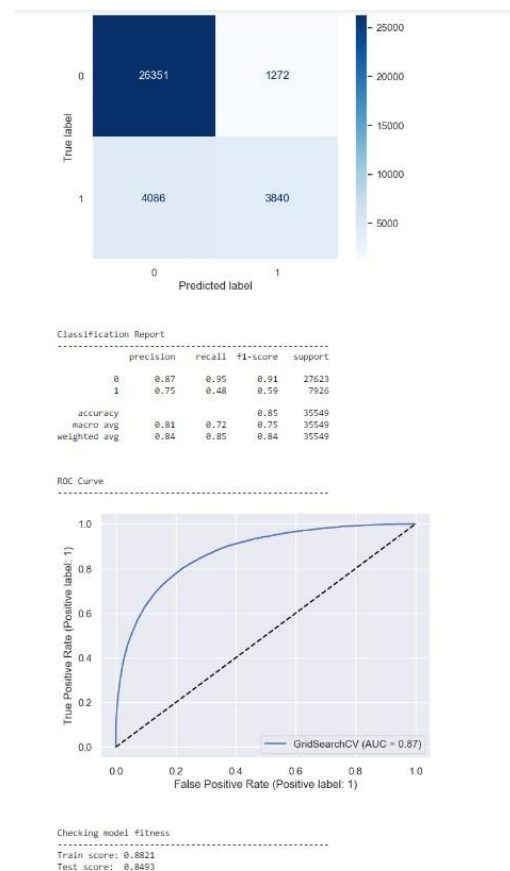 25000
0
26351
1272
20000
True label
15000
10000
1
4086
3840
5000
0
1
Predicted label
Classification Report
precision recall f1-score support
0 0.87 0.95 0.91 27623
1 0.75 0.48 0.59 7926
accuracy 0.85 35549
macro avg 0.81 0.72 0.75 35549
weighted avg 0.84 0.85 0.84 35549
ROC Curve
1.0
0.8
0.6
0.4
0.2
0.0
True Positive Rate (Positive label: 1)
GridSearchCV (AUC = 0.87)
0.0 0.2 0.4 0.6 0.8 1.0
False Positive Rate (Positive label: 1)
Checking model fitness
Train score: 0.8821
Test score: 0.8493